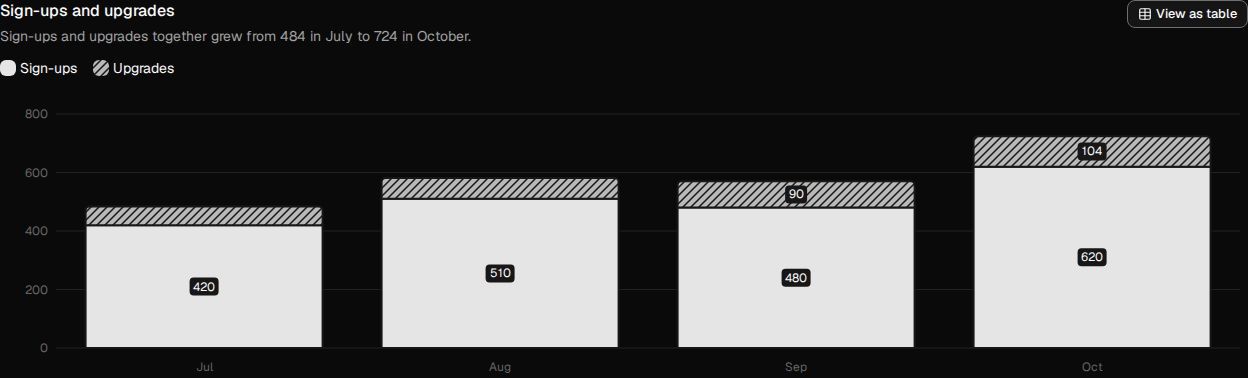 Sign-ups and upgrades
View as table
Sign-ups and upgrades together grew from 484 in July to 724 in October.
Sign-ups
Upgrades
800
600
400
200
0
420
510
90
480
104
620
Jul
Aug
Sep
Oct